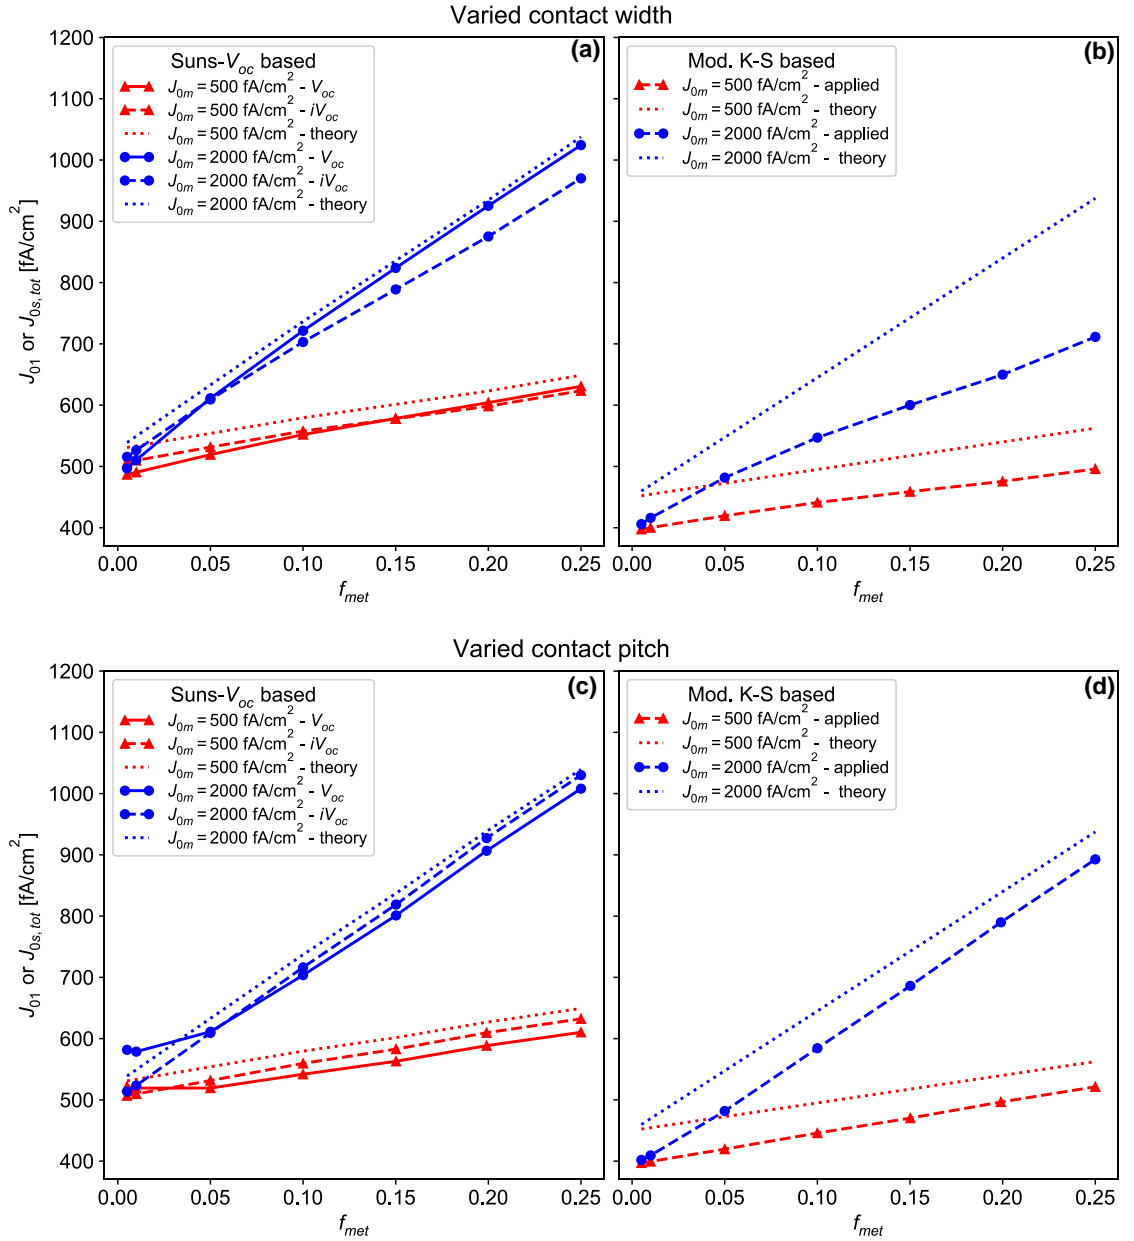 Varied contact width
J01 or J0s,tot [fA/cm2]
1200
1100
1000
900
800
700
600
500
400
(a)
Suns-Voc based
J0m = 500 fA/cm2 - Voc
J0m = 500 fA/cm2 - iVoc
J0m = 500 fA/cm2 - theory
J0m = 2000 fA/cm2 - Voc
J0m = 2000 fA/cm2 - iVoc
J0m = 2000 fA/cm2 - theory
0.00 0.05 0.10 0.15 0.20 0.25
fmet
(b)
Mod. K-S based
J0m = 500 fA/cm2 - applied
J0m = 500 fA/cm2 - theory
J0m = 2000 fA/cm2 - applied
J0m = 2000 fA/cm2 - theory
0.00 0.05 0.10 0.15 0.20 0.25
fmet
Varied contact pitch
J01 or J0s,tot [fA/cm2]
1200
1100
1000
900
800
700
600
500
400
(c)
Suns-Voc based
J0m = 500 fA/cm2 - Voc
J0m = 500 fA/cm2 - iVoc
J0m = 500 fA/cm2 - theory
J0m = 2000 fA/cm2 - Voc
J0m = 2000 fA/cm2 - iVoc
J0m = 2000 fA/cm2 - theory
0.00 0.05 0.10 0.15 0.20 0.25
fmet
(d)
Mod. K-S based
J0m = 500 fA/cm2 - applied
J0m = 500 fA/cm2 - theory
J0m = 2000 fA/cm2 - applied
J0m = 2000 fA/cm2 - theory
0.00 0.05 0.10 0.15 0.20 0.25
fmet